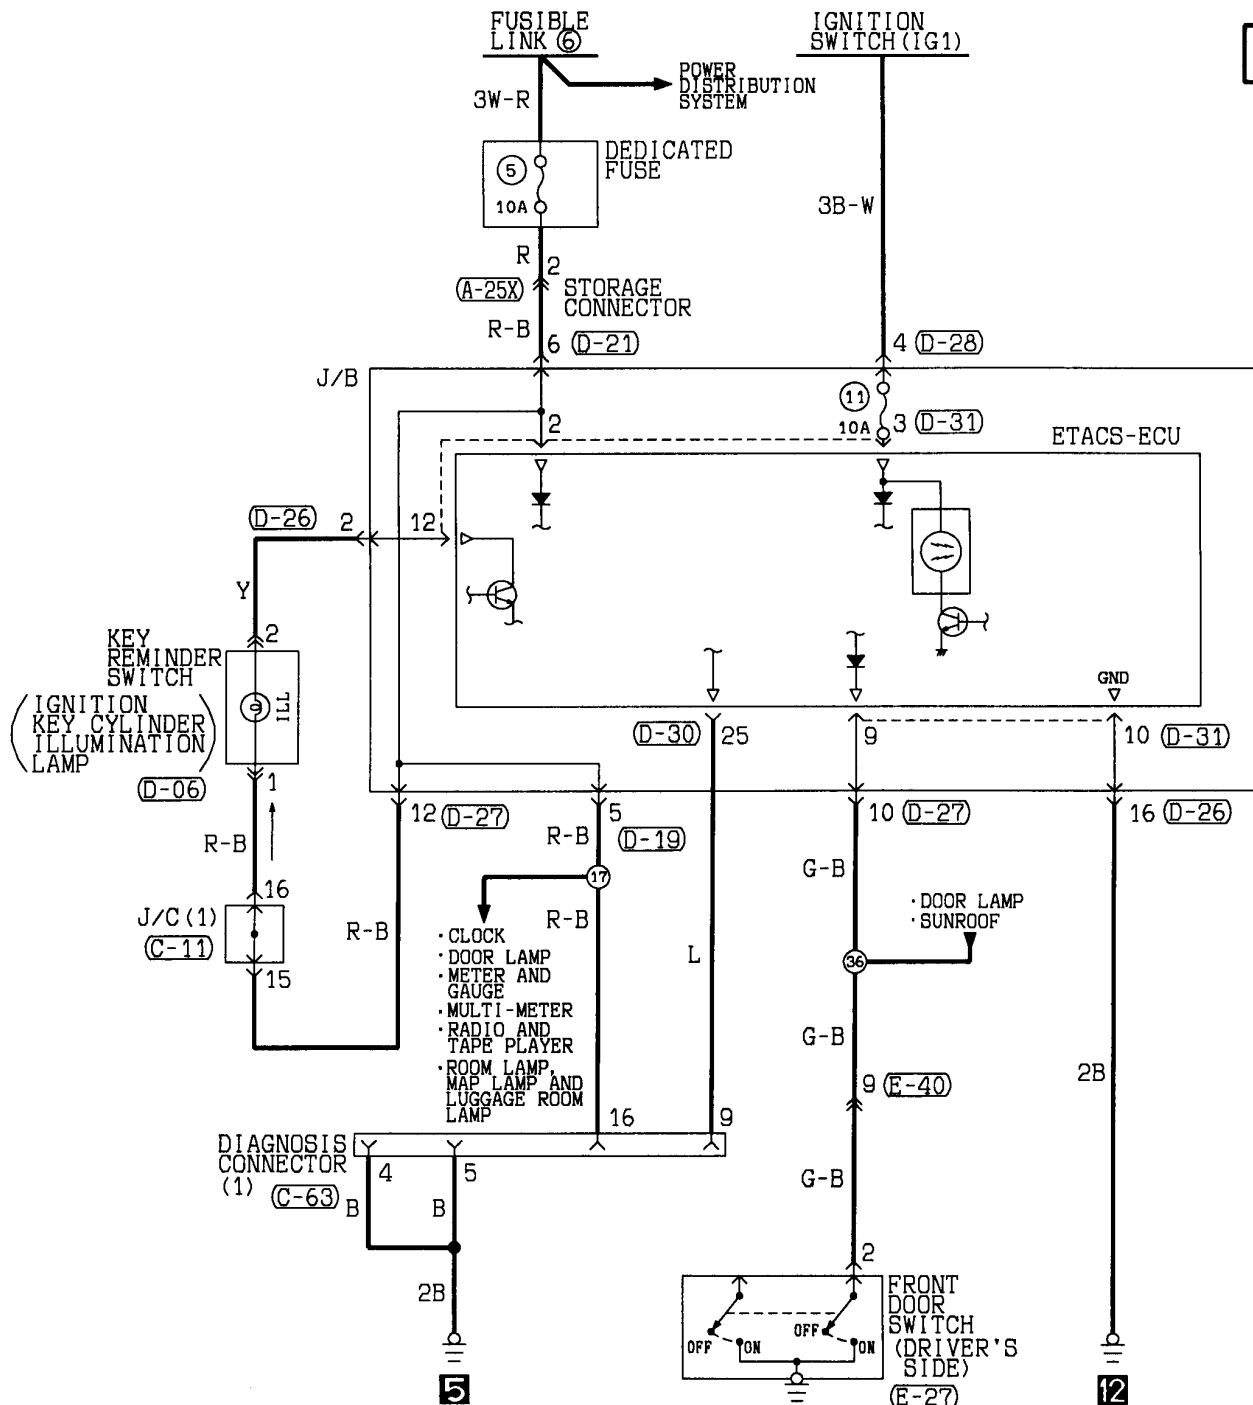 FUSIBLE
LINK ⑥
IGNITION
SWITCH(IG1)
POWER
DISTRIBUTION
SYSTEM
3W-R
DEDICATED
FUSE
5
10A
3B-W
R
2
A-25X
STORAGE
CONNECTOR
R-B
6
D-21
4
D-28
J/B
11
10A
3
D-31
2
ETACS-ECU
D-26
2
12
Y
2
KEY
REMINDER
SWITCH
(IGNITION
KEY CYLINDER
ILLUMINATION
LAMP)
ILL
GND
D-30
25
9
10
D-31
D-06
1
12
D-27
5
D-19
10
D-27
16
D-26
R-B
R-B
G-B
17
16
J/C(1)
C-11
R-B
R-B
·DOOR LAMP
·SUNROOF
·CLOCK
·DOOR LAMP
·METER AND
GAUGE
·MULTI-METER
·RADIO AND
TAPE PLAYER
·ROOM LAMP,
MAP LAMP AND
LUGGAGE ROOM
LAMP
L
36
15
G-B
9
E-40
2B
16
9
DIAGNOSIS
CONNECTOR
(1)
C-63
4
5
B
B
G-B
2
2B
FRONT
DOOR
SWITCH
(DRIVER'S
SIDE)
E-27
OFF
ON
OFF
ON
5
12